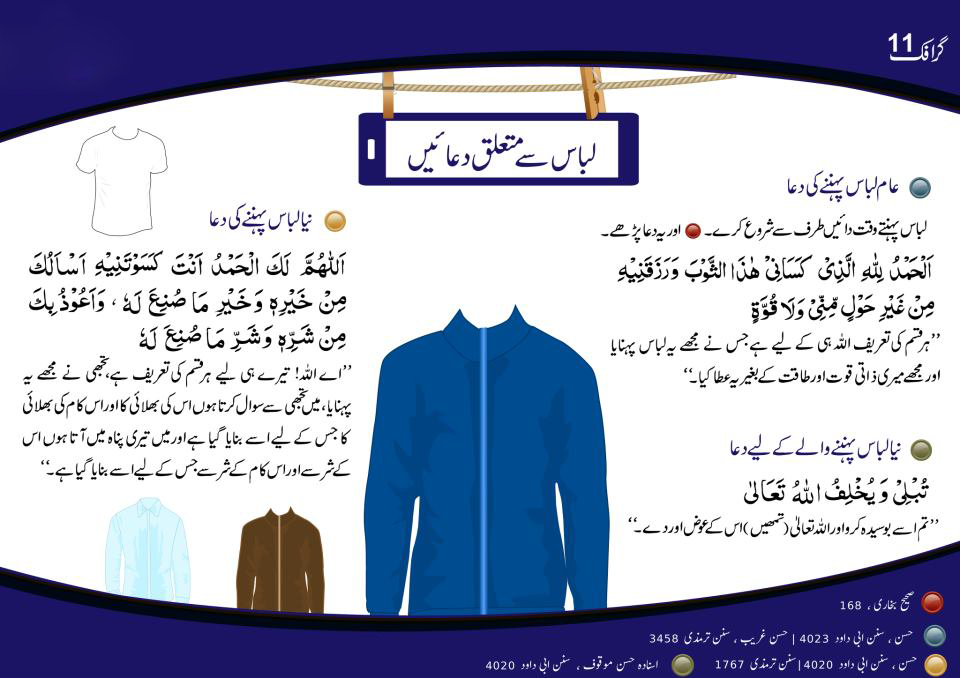 گرافک 11
لباس سے متعلق دعائیں
عام لباس پہننے کی دعا
لباس پہنتے وقت دائیں طرف سے شروع کرے۔ اور یہ دعا پڑھے۔
اَلْحَمْدُ لِلّٰهِ الَّذِیْ كَسَانِیْ هٰذَا الثَّوْبَ وَرَزَقَنِیْهِ
مِنْ غَیْرِ حَوْلٍ مِّنِّیْ وَلَا قُوَّةٍ
’’ہر قسم کی تعریف اللہ ہی کے لیے ہے جس نے مجھے یہ لباس پہنایا
اور مجھے میری ذاتی قوت اور طاقت کے بغیر یہ عطا کیا۔‘‘
نیا لباس پہننے والے کے لیے دعا
تُبْلِیْ وَیُخْلِفُ اللهُ تَعَالیٰ
’’تم اسے بوسیدہ کرو اور اللہ تعالیٰ (تمھیں) اس کے عوض اور دے۔‘‘
نیا لباس پہننے کی دعا
اَللّٰهُمَّ لَكَ الْحَمْدُ اَنْتَ كَسَوْتَنِیْهِ اَسْاَلُكَ
مِنْ خَیْرِهٖ وَخَیْرِ مَا صُنِعَ لَهٗ ، وَاَعُوْذُ بِكَ
مِنْ شَرِّهٖ وَشَرِّ مَا صُنِعَ لَهٗ
’’اے اللہ! تیرے ہی لیے ہر قسم کی تعریف ہے، تجھی نے مجھے یہ
پہنایا، میں تجھی سے سوال کرتا ہوں اس کی بھلائی کا اور اس کام کی بھلائی
کا جس کے لیے اسے بنایا گیا ہے اور میں تیری پناہ میں آتا ہوں اس
کے شر سے اور اس کام کے شر سے جس کے لیے اسے بنایا گیا ہے۔‘‘
صحیح بخاری ، 168
حسن ، سنن ابی داود 4023 | حسن غریب ، سنن ترمذی 3458
حسن ، سنن ابی داود 4020|سنن ترمذی 1767
اسنادہ حسن موقوف ، سنن ابی داود 4020